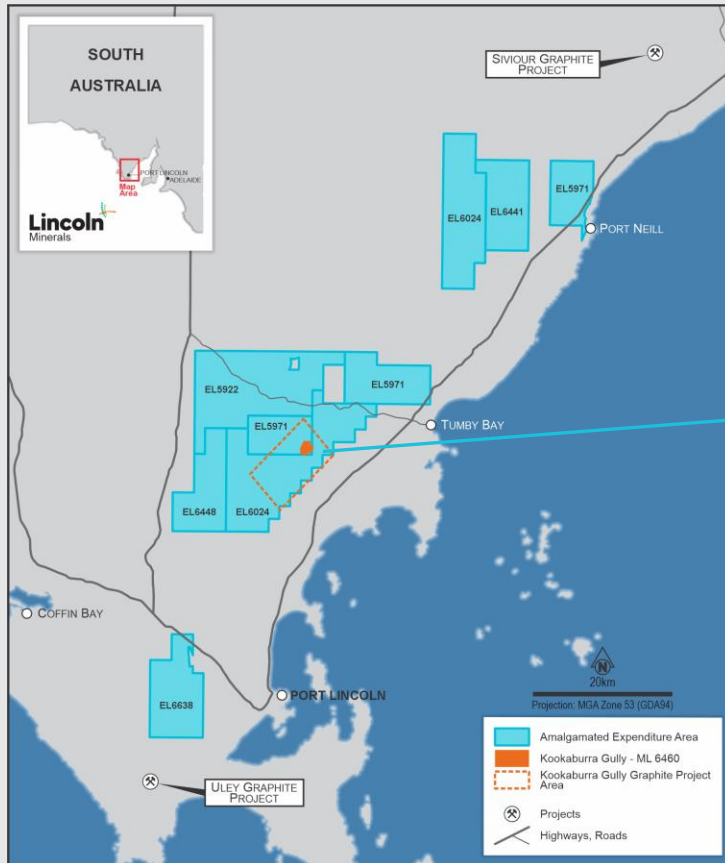 SOUTH
AUSTRALIA
PORT LINCOLN
ADELAIDE
Map
Area
Lincoln
Minerals
SIVIOUR GRAPHITE
PROJECT
EL6024
EL6441
EL5971
PORT NEILL
EL5922
EL5971
EL5971
TUMBY BAY
EL6448
EL6024
COFFIN BAY
EL6638
PORT LINCOLN
N
20km
Projection: MGA Zone 53 (GDA94)
ULEY GRAPHITE
PROJECT
Amalgamated Expenditure Area
Kookaburra Gully - ML 6460
Kookaburra Gully Graphite Project
Area
Projects
Highways, Roads